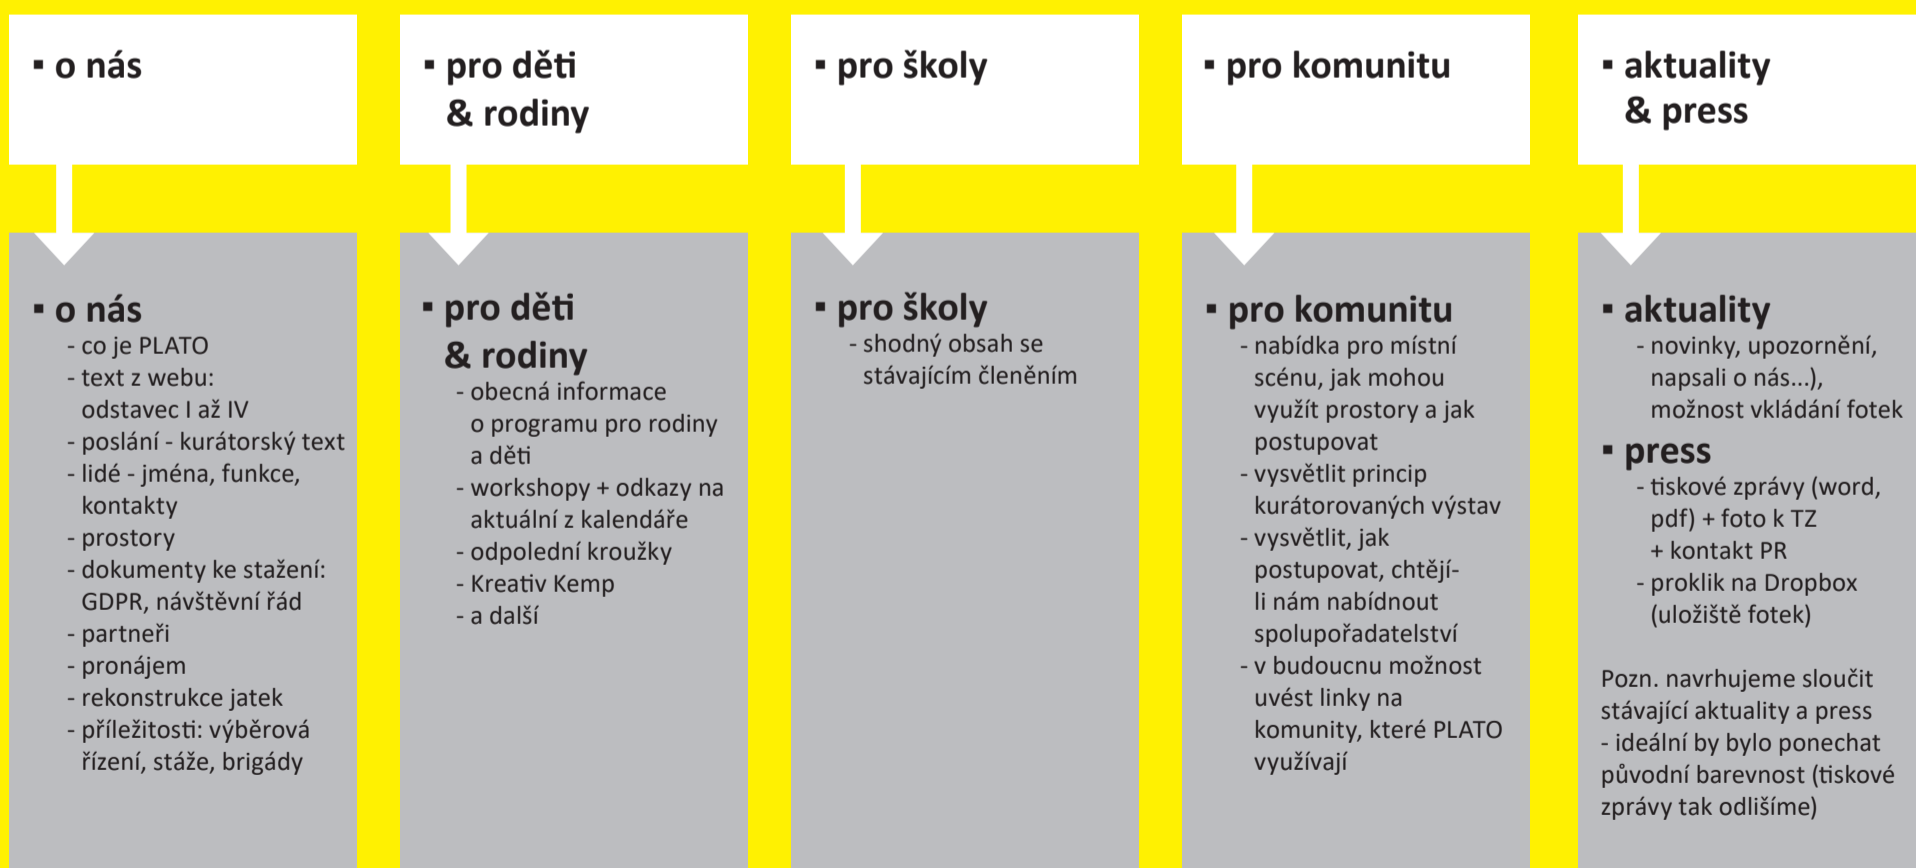 ▪ o nás
▪ pro děti
& rodiny
▪ pro školy
▪ pro komunitu
▪ aktuality
& press
▪ o nás
- co je PLATO
- text z webu:
odstavec I až IV
- poslání - kurátorský text
- lidé - jména, funkce,
kontakty
- prostory
- dokumenty ke stažení:
GDPR, návštěvní řád
- partneři
- pronájem
- rekonstrukce jatek
- příležitosti: výběrová
řízení, stáže, brigády
▪ pro děti
& rodiny
- obecná informace
o programu pro rodiny
a děti
- workshopy + odkazy na
aktuální z kalendáře
- odpolední kroužky
- Kreativ Kemp
- a další
▪ pro školy
- shodný obsah se
stávajícím členěním
▪ pro komunitu
- nabídka pro místní
scénu, jak mohou
využít prostory a jak
postupovat
- vysvětlit princip
kurátorovaných výstav
- vysvětlit, jak
postupovat, chtějí-
li nám nabídnout
spolupořadatelství
- v budoucnu možnost
uvést linky na
komunity, které PLATO
využívají
▪ aktuality
- novinky, upozornění,
napsali o nás...),
možnost vkládání fotek
▪ press
- tiskové zprávy (word,
pdf) + foto k TZ
+ kontakt PR
- proklik na Dropbox
(uložiště fotek)
Pozn. navrhujeme sloučit
stávající aktuality a press
- ideální by bylo ponechat
původní barevnost (tiskové
zprávy tak odlišíme)